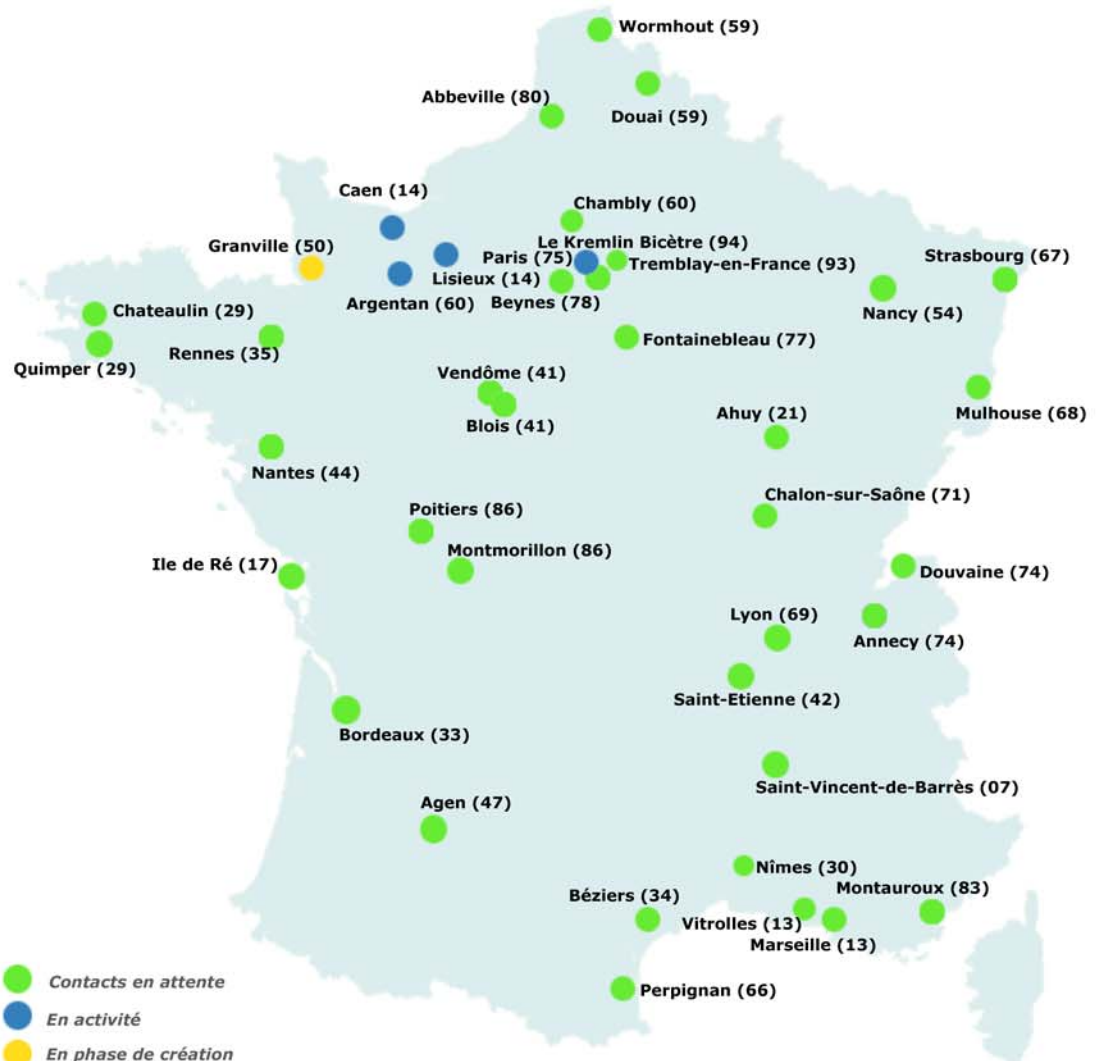 Wormhout (59)
Abbeville (80)
Douai (59)
Caen (14)
Chambly (60)
Granville (50)
Le Kremlin Bicètre (94)
Paris (75)
Tremblay-en-France (93)
Strasbourg (67)
Lisieux (14)
Argentan (60)
Beynes (78)
Nancy (54)
Chateaulin (29)
Rennes (35)
Fontainebleau (77)
Quimper (29)
Vendôme (41)
Ahuy (21)
Mulhouse (68)
Blois (41)
Nantes (44)
Chalon-sur-Saône (71)
Poitiers (86)
Montmorillon (86)
Ile de Ré (17)
Douvaine (74)
Lyon (69)
Annecy (74)
Saint-Etienne (42)
Bordeaux (33)
Saint-Vincent-de-Barrès (07)
Agen (47)
Nîmes (30)
Montauroux (83)
Béziers (34)
Vitrolles (13)
Marseille (13)
Perpignan (66)
Contacts en attente
En activité
En phase de création